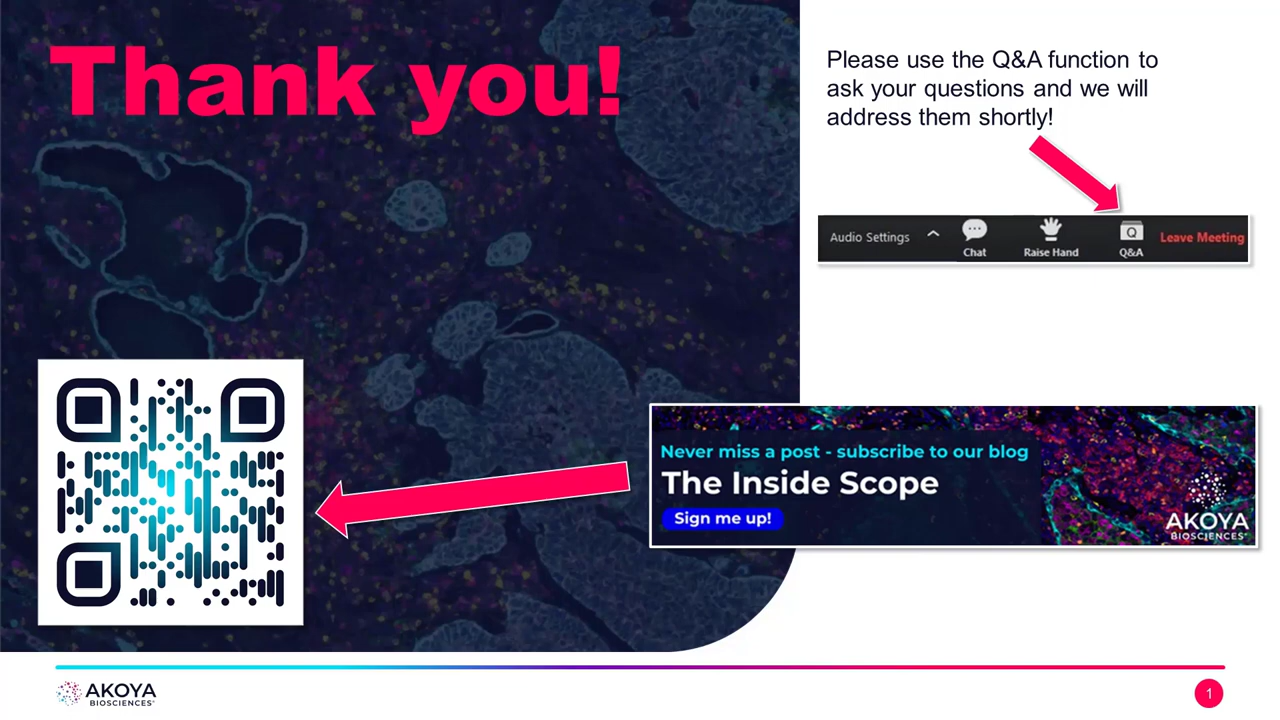 Thank you!
Please use the Q&A function to
ask your questions and we will
address them shortly!
Audio Settings
Chat
Raise Hand
Q
Q&A
Leave Meeting
Never miss a post - subscribe to our blog
The Inside Scope
Sign me up!
AKOYA
BIOSCIENCES®
AKOYA
BIOSCIENCES®
1